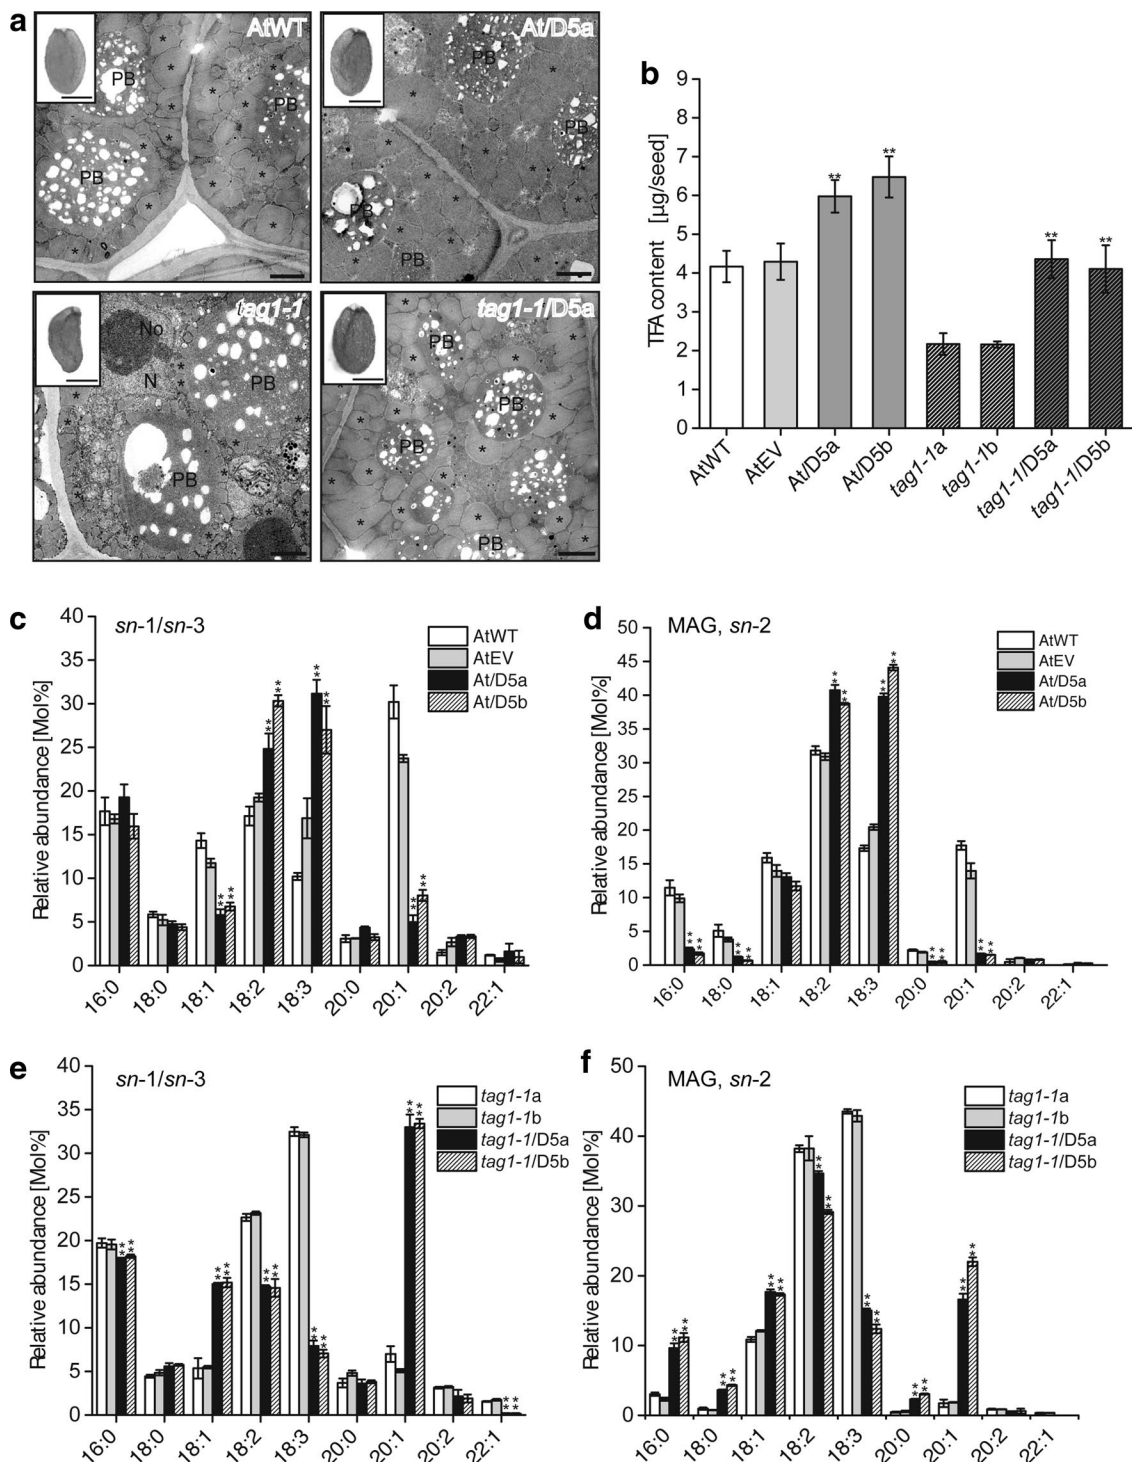 a
AtWT
PB
PB
PB
At/D5a
PB
PB
PB
PB
tag1-1
No
N
PB
PB
tag1-1/D5a
PB
PB
PB
PB
b
TFA content [µg/seed]
9
8
7
6
5
4
3
2
1
0
** ** ** **
AtWT AtEV At/D5a At/D5b tag1-1a tag1-1b tag1-1/D5a tag1-1/D5b
c
sn-1/sn-3
AtWT
AtEV
At/D5a
At/D5b
Relative abundance [Mol%]
40
35
30
25
20
15
10
5
0
16:0 18:0 18:1 18:2 18:3 20:0 20:1 20:2 22:1
d
MAG, sn-2
AtWT
AtEV
At/D5a
At/D5b
Relative abundance [Mol%]
50
45
40
35
30
25
20
15
10
5
0
16:0 18:0 18:1 18:2 18:3 20:0 20:1 20:2 22:1
e
sn-1/sn-3
tag1-1a
tag1-1b
tag1-1/D5a
tag1-1/D5b
Relative abundance [Mol%]
40
35
30
25
20
15
10
5
0
16:0 18:0 18:1 18:2 18:3 20:0 20:1 20:2 22:1
f
MAG, sn-2
tag1-1a
tag1-1b
tag1-1/D5a
tag1-1/D5b
Relative abundance [Mol%]
50
40
30
20
10
0
16:0 18:0 18:1 18:2 18:3 20:0 20:1 20:2 22:1